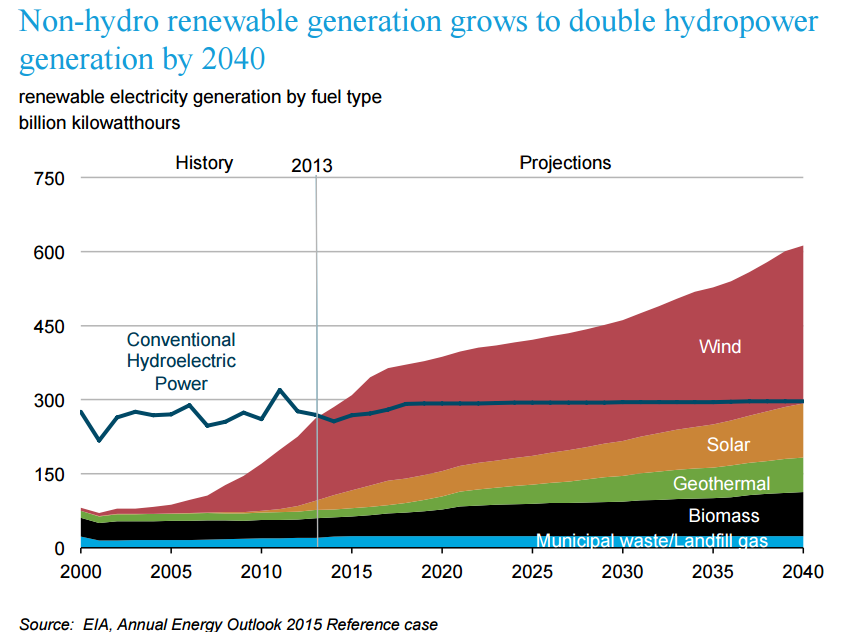 Non-hydro renewable generation grows to double hydropower
generation by 2040
renewable electricity generation by fuel type
billion kilowatthours
History
2013
Projections
750
600
450
300
150
0
Conventional
Hydroelectric
Power
Wind
Solar
Geothermal
Biomass
Municipal waste/Landfill gas
2000
2005
2010
2015
2020
2025
2030
2035
2040
Source: EIA, Annual Energy Outlook 2015 Reference case